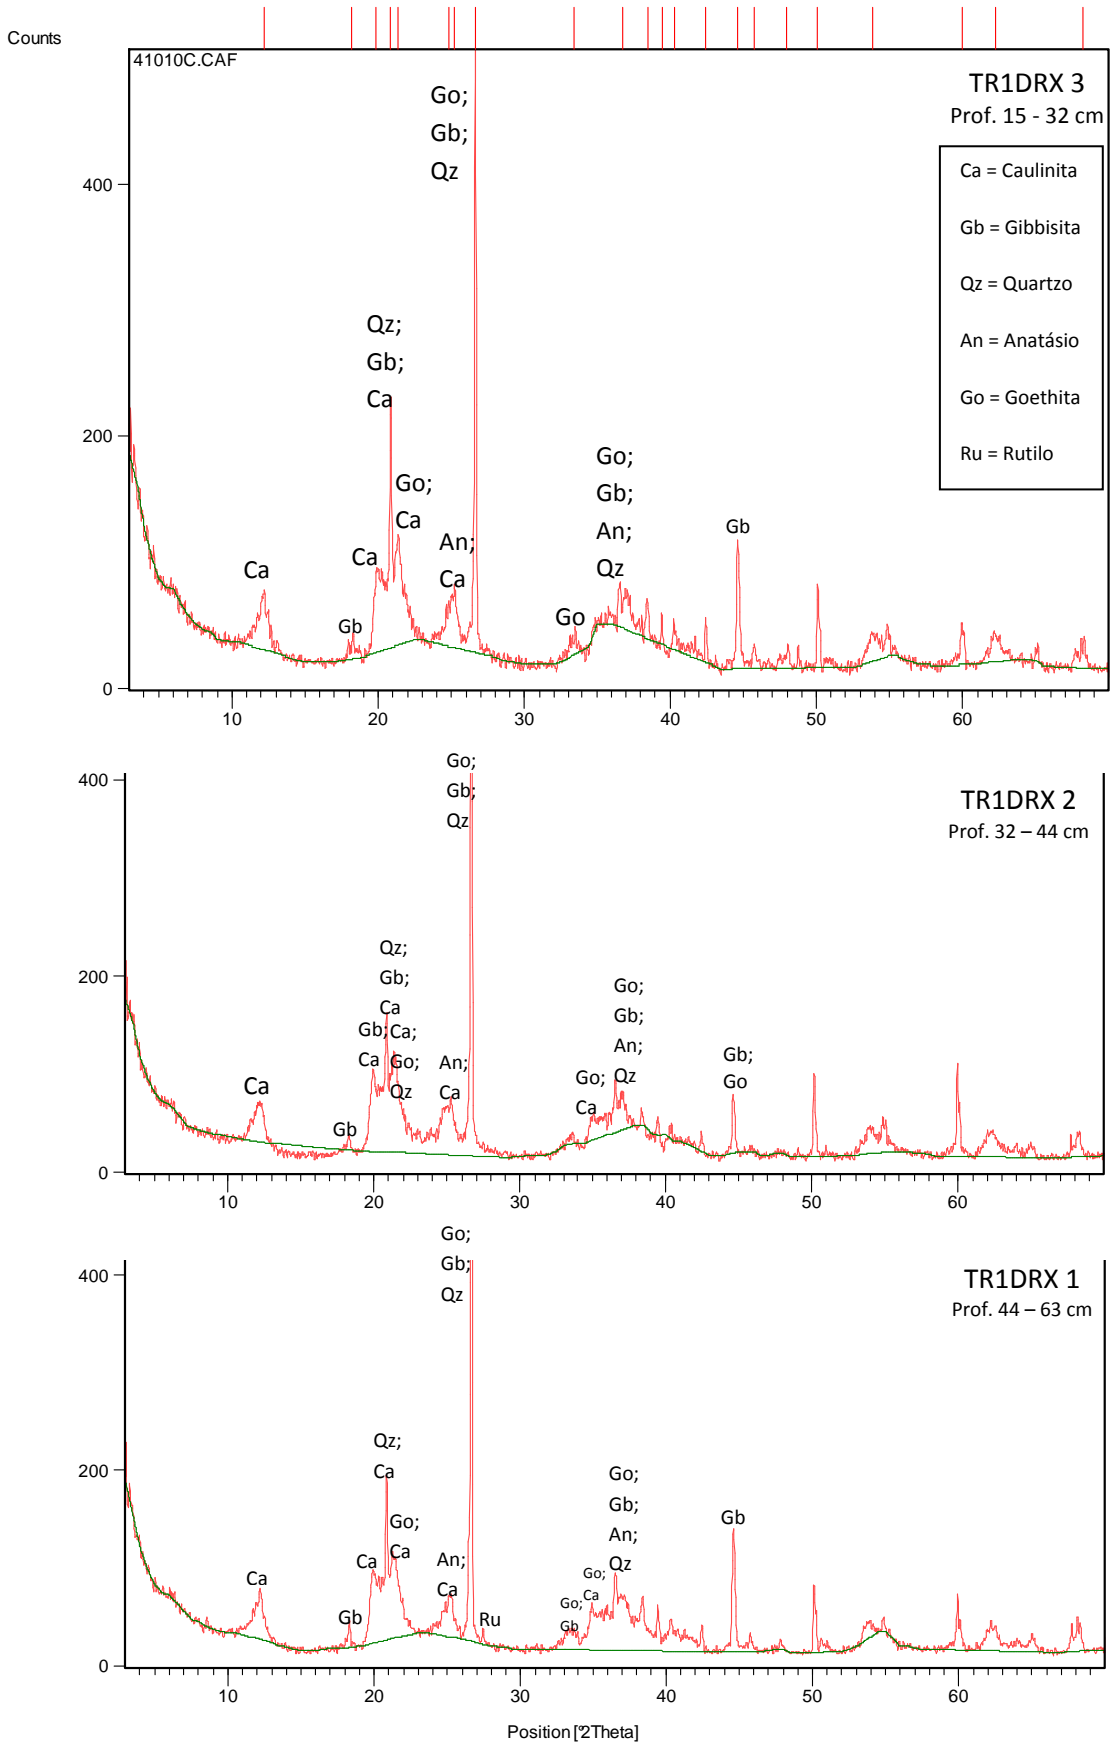 Counts
41010C.CAF
TR1DRX 3
Prof. 15 - 32 cm
Ca = Caulinita
Gb = Gibbisita
Qz = Quartzo
An = Anatásio
Go = Goethita
Ru = Rutilo
Go;
Gb;
Qz
Qz;
Gb;
Ca
Go;
Ca
Ca
An;
Ca
Ca
Gb
Go;
Gb;
An;
Qz
Go
Gb
400
200
0
10 20 30 40 50 60
TR1DRX 2
Prof. 32 – 44 cm
Go;
Gb;
Qz
Qz;
Gb;
Ca
Gb;
Ca
Ca;
Go;
Qz
An;
Ca
Ca
Gb
Go;
Gb;
An;
Qz
Go;
Ca
Gb;
Go
400
200
0
10 20 30 40 50 60
TR1DRX 1
Prof. 44 – 63 cm
Go;
Gb;
Qz
Qz;
Ca
Go;
Ca
Ca
An;
Ca
Ca
Gb
Ru
Go;
Gb;
An;
Qz
Go;
Ca
Go;
Gb
Gb
400
200
0
10 20 30 40 50 60
Position [°2Theta]